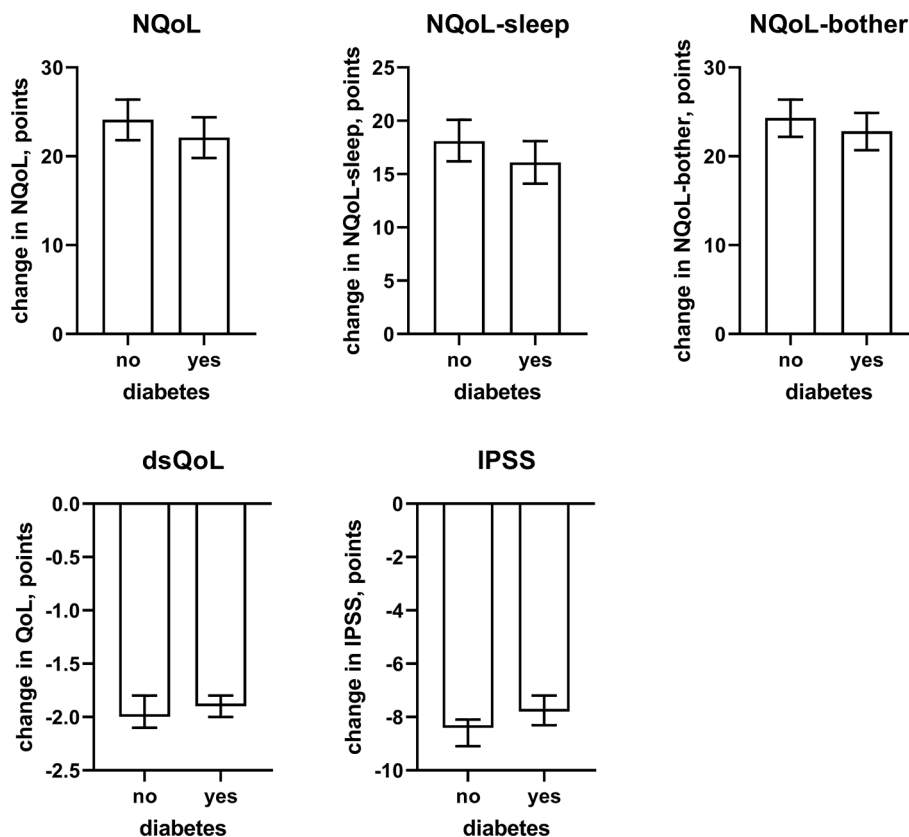 NQoL
change in NQoL, points
30
20
10
0
no yes
diabetes
NQoL-sleep
change in NQoL-sleep, points
25
20
15
10
5
0
no yes
diabetes
NQoL-bother
change in NQoL-bother, points
30
20
10
0
no yes
diabetes
dsQoL
change in QoL, points
0.0
-0.5
-1.0
-1.5
-2.0
-2.5
no yes
diabetes
IPSS
change in IPSS, points
0
-2
-4
-6
-8
-10
no yes
diabetes